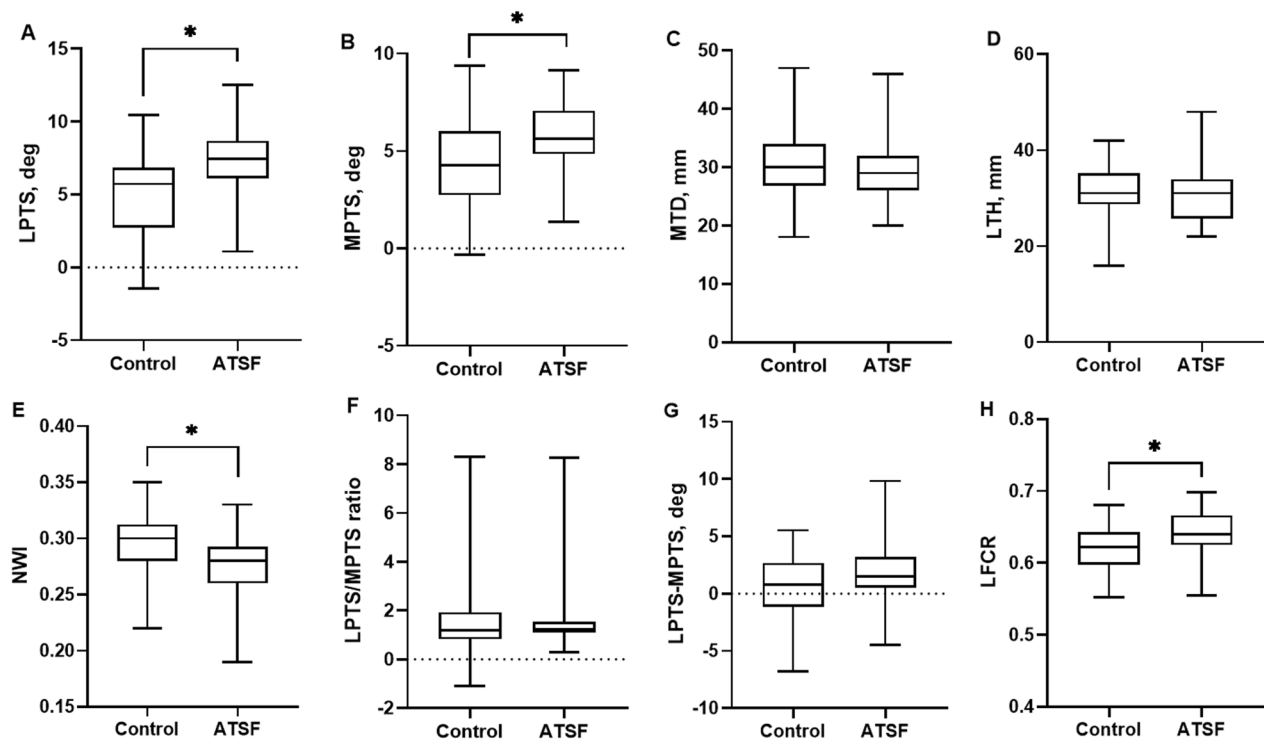 A
LPTS, deg
15
10
5
0
-5
*
Control
ATSF
B
MPTS, deg
10
5
0
-5
*
Control
ATSF
C
MTD, mm
50
40
30
20
10
0
Control
ATSF
D
LTH, mm
60
40
20
0
Control
ATSF
E
NWI
0.40
0.35
0.30
0.25
0.20
0.15
*
Control
ATSF
F
LPTS/MPTS ratio
10
8
6
4
2
0
-2
Control
ATSF
G
LPTS-MPTS, deg
15
10
5
0
-5
-10
Control
ATSF
H
LFCR
0.8
0.7
0.6
0.5
0.4
*
Control
ATSF